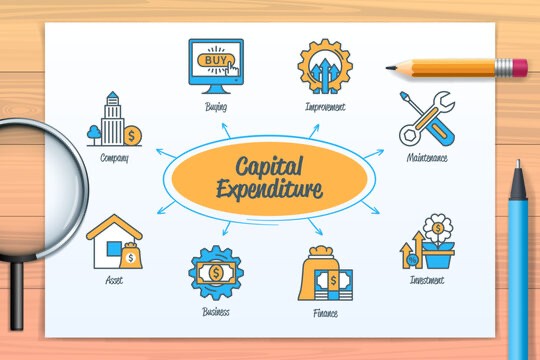 BUY
Buying
Improvement
Company
$
Maintenance
Capital
Expenditure
$
Asset
$
Business
$
Finance
$
%
Investment